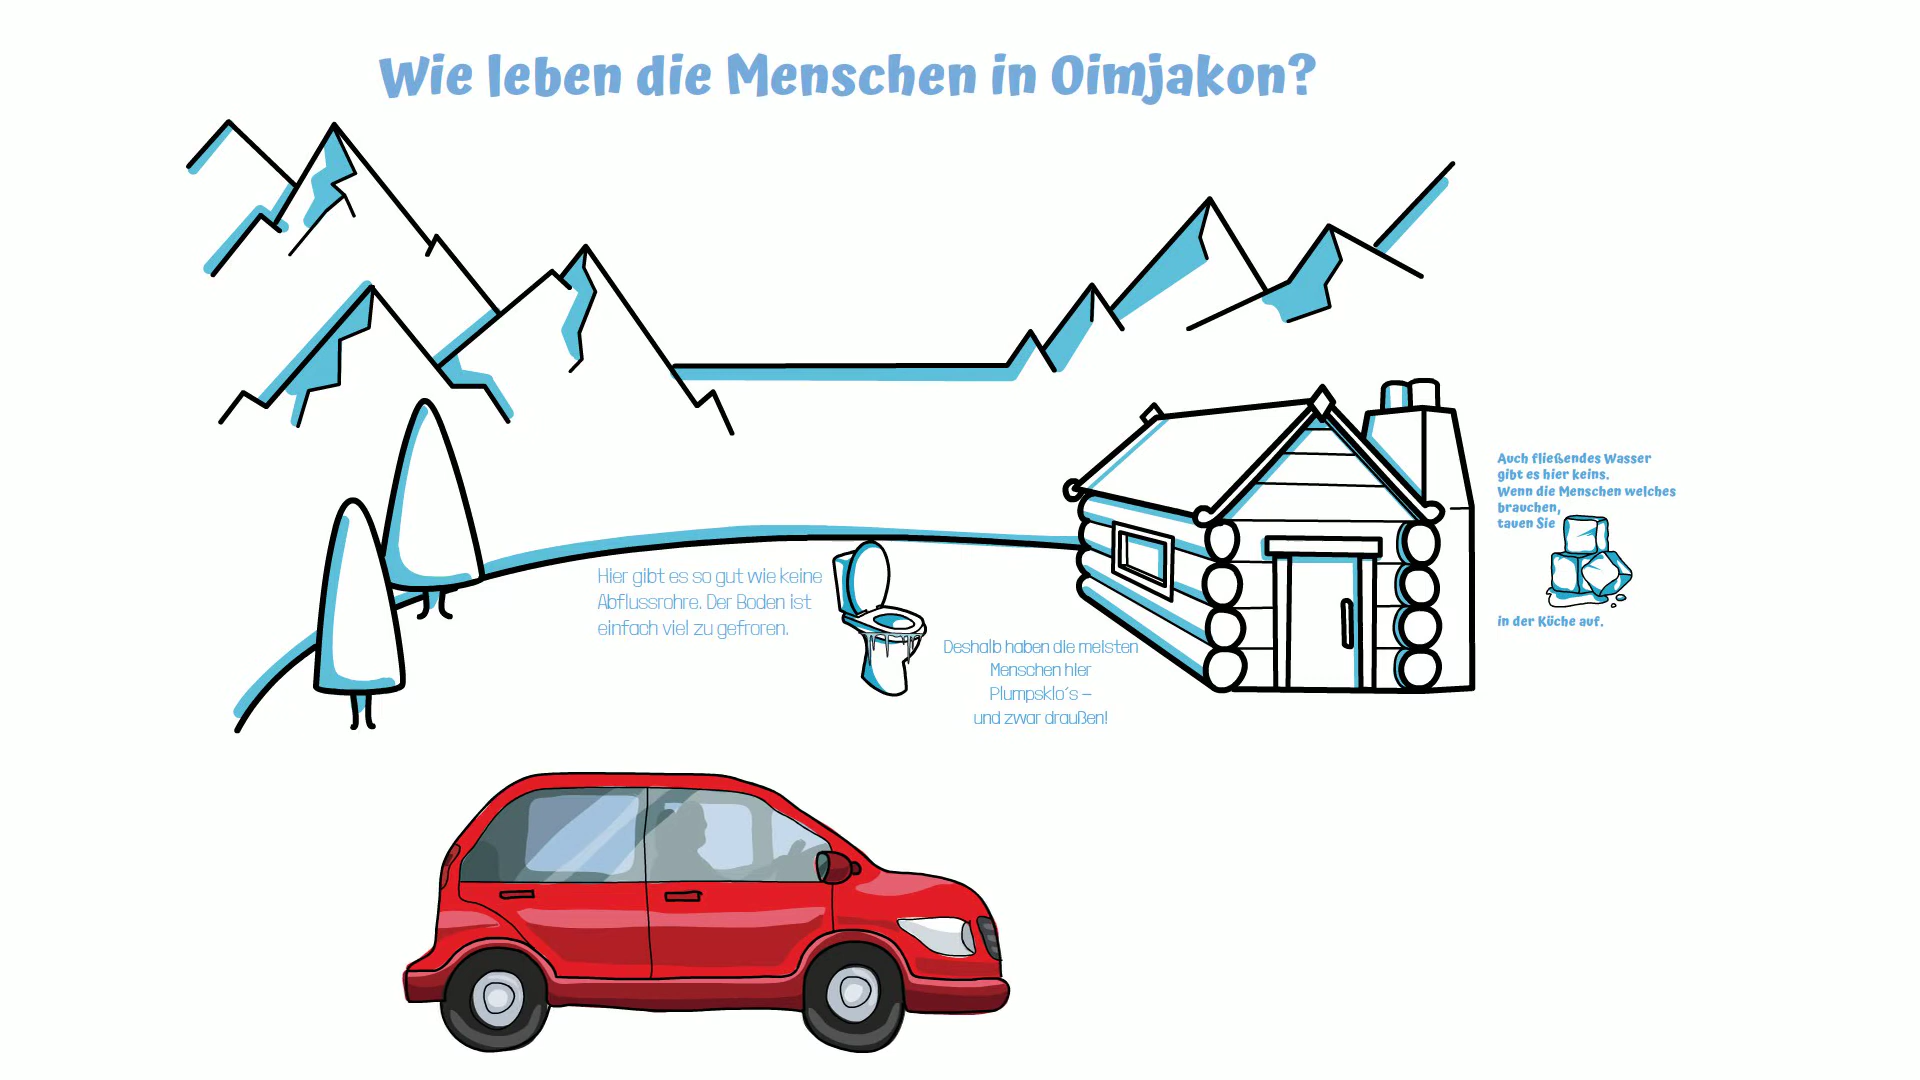 Wie leben die Menschen in Oimjakon?
Hier gibt es so gut wie keine
Abflussrohre. Der Boden ist
einfach viel zu gefroren.
Deshalb haben die meisten
Menschen hier
Plumpsklo´s –
und zwar draußen!
Auch fließendes Wasser
gibt es hier keins.
Wenn die Menschen welches
brauchen,
tauen Sie
in der Küche auf.